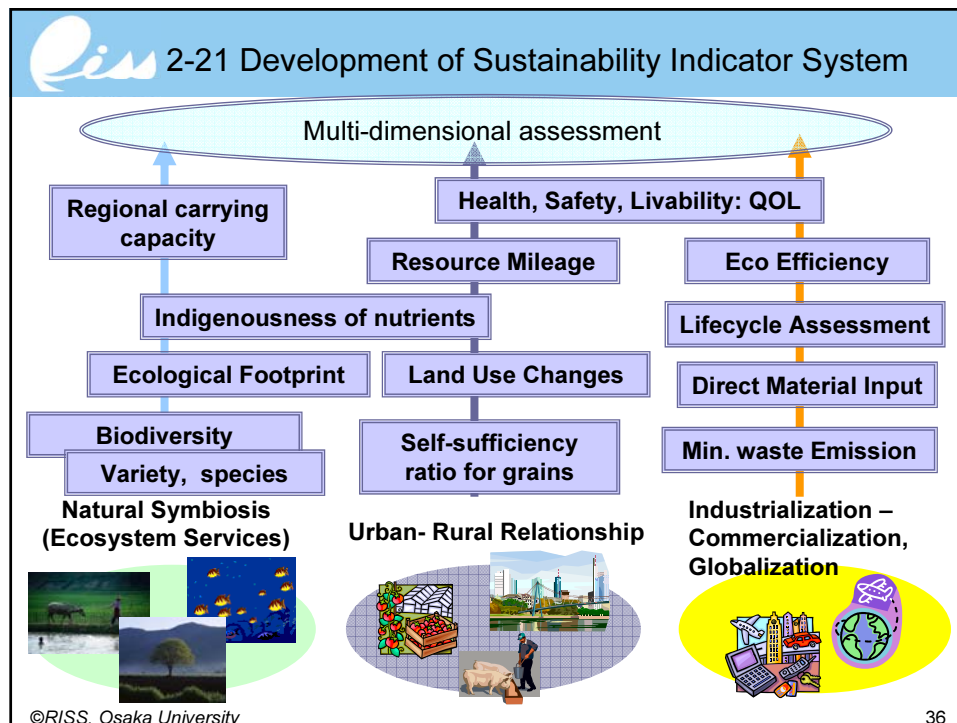 Riss 2-21 Development of Sustainability Indicator System
Multi-dimensional assessment
Regional carrying
capacity
Health, Safety, Livability: QOL
Resource Mileage
Eco Efficiency
Indigenousness of nutrients
Lifecycle Assessment
Ecological Footprint
Land Use Changes
Direct Material Input
Biodiversity
Variety, species
Self-sufficiency
ratio for grains
Min. waste Emission
Natural Symbiosis
(Ecosystem Services)
Urban- Rural Relationship
Industrialization –
Commercialization,
Globalization
©RISS, Osaka University
36